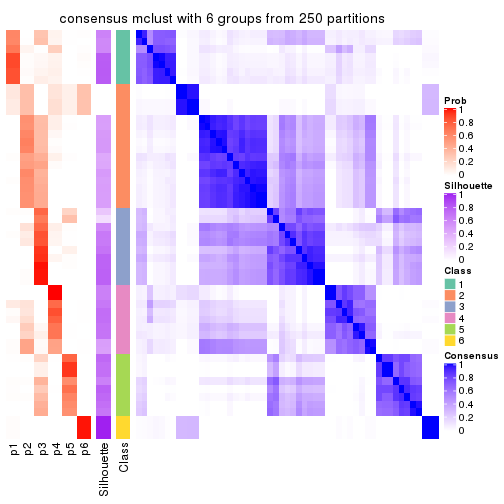 consensus mclust with 6 groups from 250 partitions
Prob
1
0.8
0.6
0.4
0.2
0
Silhouette
1
0.8
0.6
0.4
0.2
0
Class
1
2
3
4
5
6
Consensus
1
0.8
0.6
0.4
0.2
0
p1
p2
p3
p4
p5
p6
Silhouette
Class